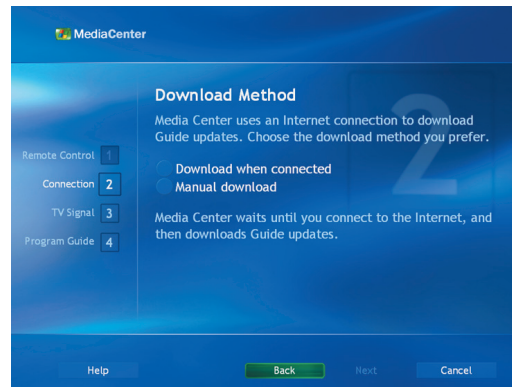 MediaCenter
Download Method
Media Center uses an Internet connection to download
Guide updates. Choose the download method you prefer.
Remote Control 1
Connection 2
TV Signal 3
Program Guide 4
2
Download when connected
Manual download
Media Center waits until you connect to the Internet, and
then downloads Guide updates.
Help
Back
Next
Cancel